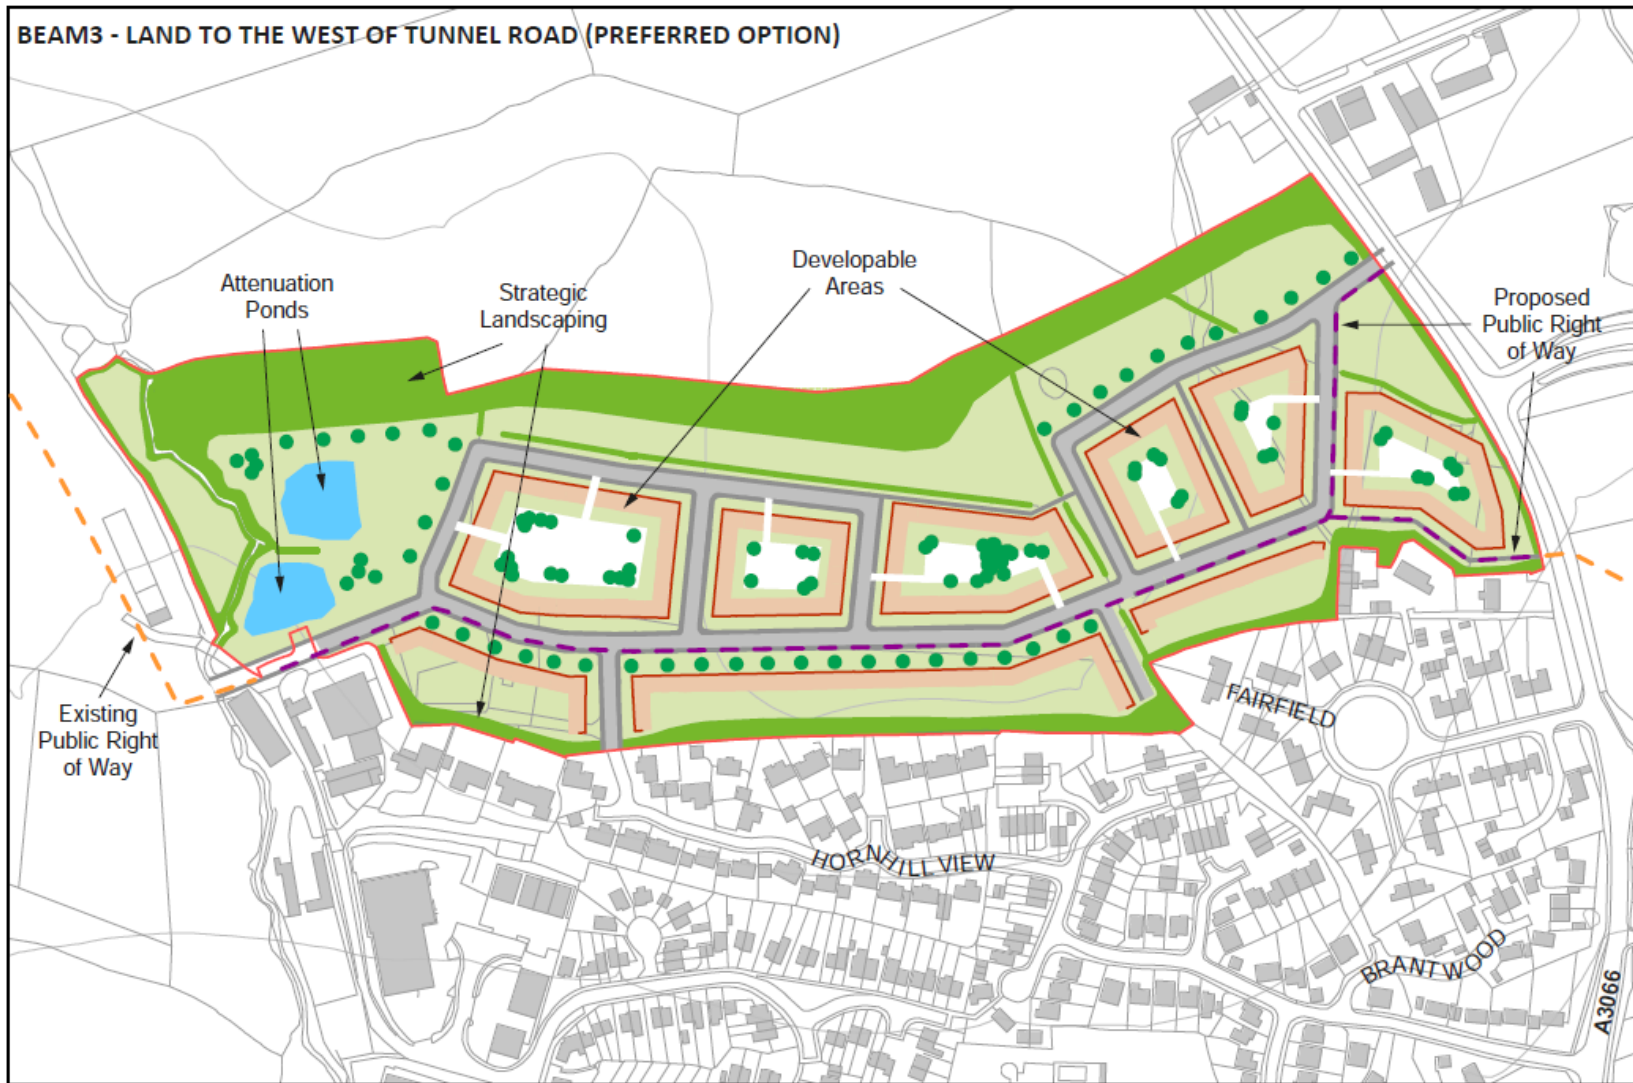 BEAM3 - LAND TO THE WEST OF TUNNEL ROAD (PREFERRED OPTION)
Attenuation
Ponds
Strategic
Landscaping
Developable
Areas
Proposed
Public Right
of Way
Existing
Public Right
of Way
FAIRFIELD
HORNHILL VIEW
BRANTWOOD
A3066